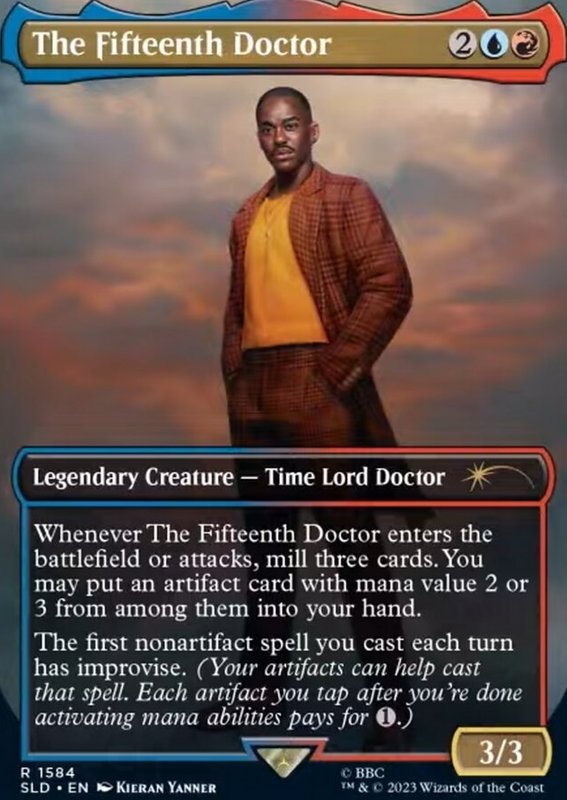 The Fifteenth Doctor 2
Legendary Creature — Time Lord Doctor
Whenever The Fifteenth Doctor enters the
battlefield or attacks, mill three cards. You
may put an artifact card with mana value 2 or
3 from among them into your hand.
The first nonartifact spell you cast each turn
has improvise. (Your artifacts can help cast
that spell. Each artifact you tap after you're done
activating mana abilities pays for 1.)
3/3
R 1584
SLD • EN KIERAN YANNER
© BBC
™ & © 2023 Wizards of the Coast